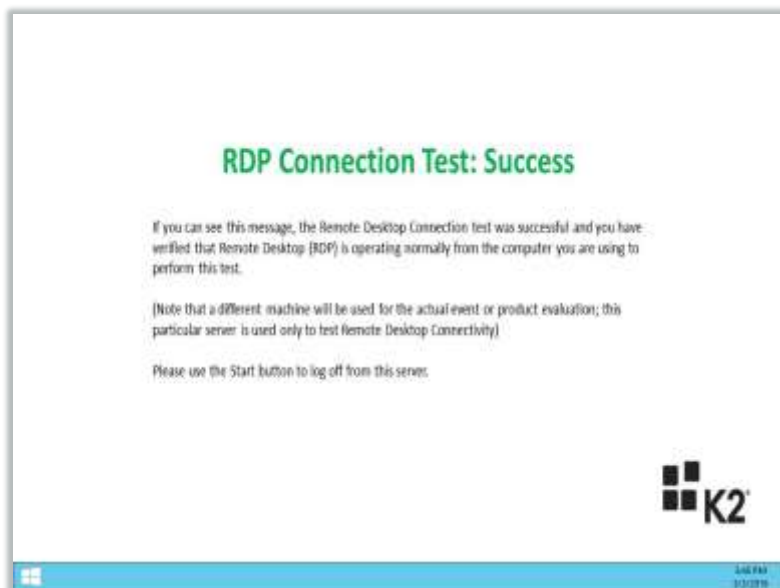 RDP Connection Test: Success
If you can see this message, the Remote Desktop Connection test was successful and you have
verified that Remote Desktop (RDP) is operating normally from the computer you are using to
perform this test.
(Note that a different machine will be used for the actual event or product evaluation; this
particular server is used only to test Remote Desktop Connectivity)
Please use the Start button to log off from this server.
K2